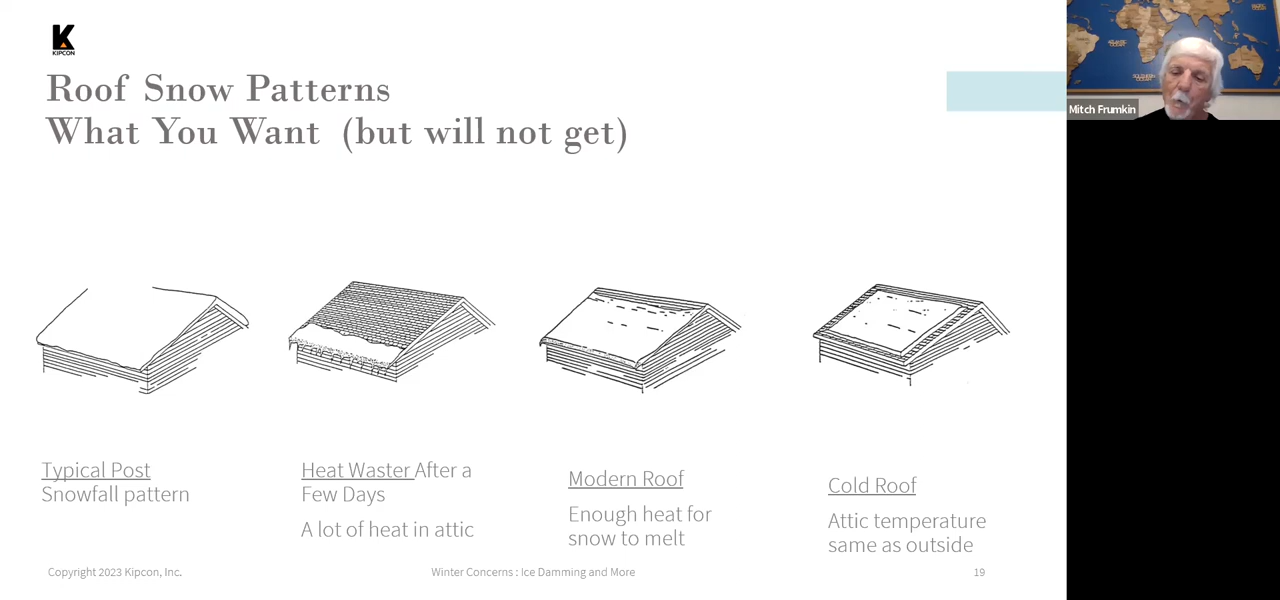 KIPCON
Roof Snow Patterns
What You Want (but will not get)
Mitch Frumkin
Typical Post
Snowfall pattern
Heat Waster After a
Few Days
A lot of heat in attic
Modern Roof
Enough heat for
snow to melt
Cold Roof
Attic temperature
same as outside
Copyright 2023 Kipcon, Inc.
Winter Concerns : Ice Damming and More
19